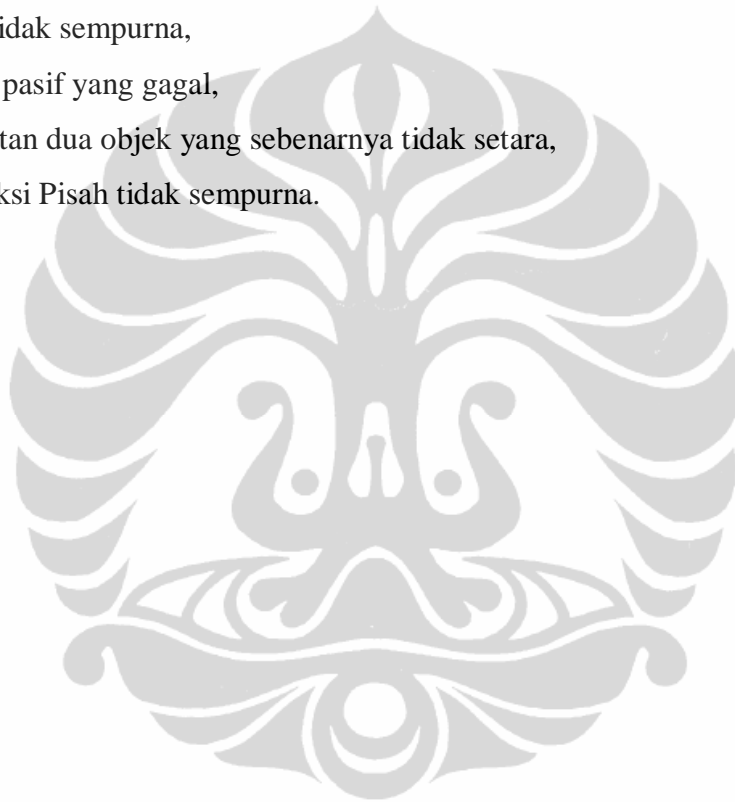 idak sempurna,
pasif yang gagal,
tan dua objek yang sebenarnya tidak setara,
ksi Pisah tidak sempurna.